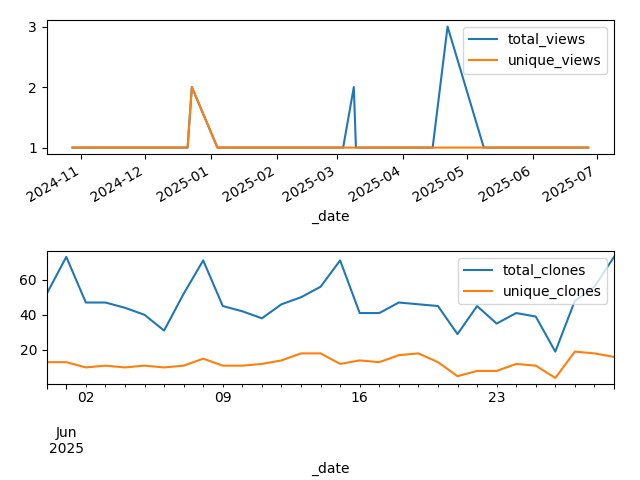 3
2
1
total_views
unique_views
2024-11
2024-12
2025-01
2025-02
2025-03
2025-04
2025-05
2025-06
2025-07
_date
60
40
20
total_clones
unique_clones
02
09
16
23
Jun
2025
_date